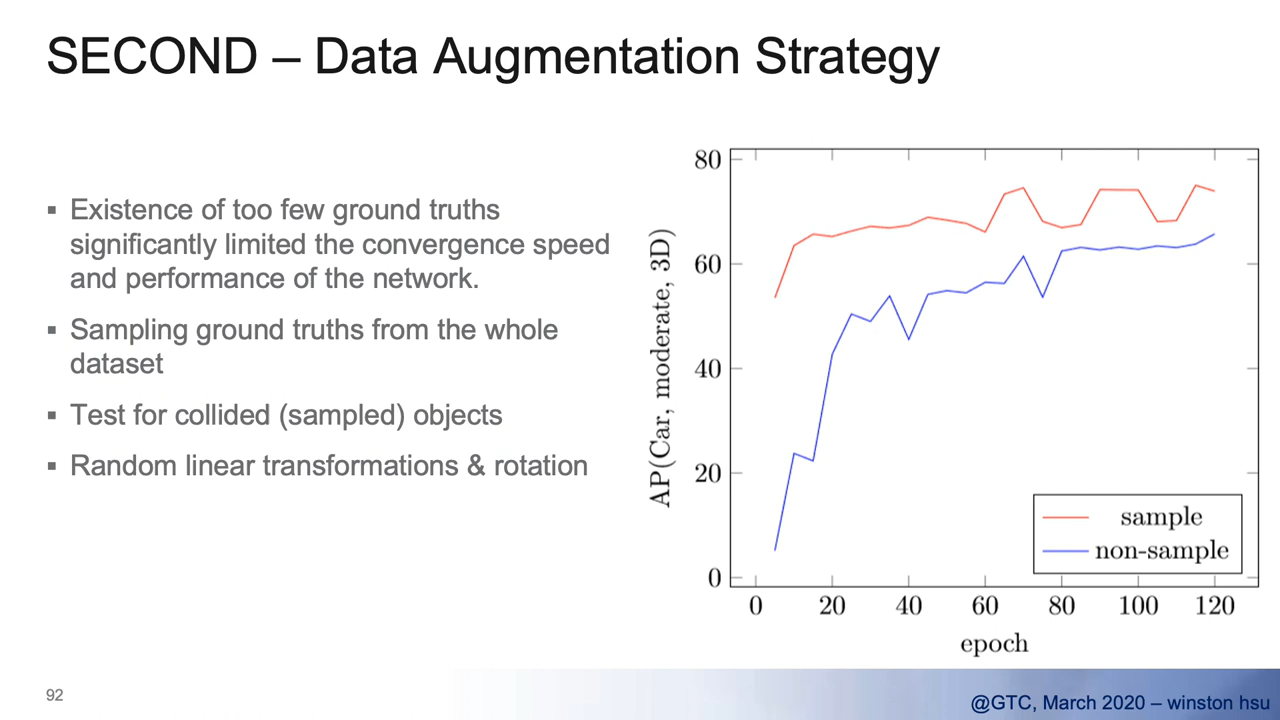 SECOND – Data Augmentation Strategy
▪ Existence of too few ground truths
significantly limited the convergence speed
and performance of the network.
▪ Sampling ground truths from the whole
dataset
▪ Test for collided (sampled) objects
▪ Random linear transformations & rotation
AP(Car, moderate, 3D)
80
60
40
20
0
0 20 40 60 80 100 120
epoch
sample
non-sample
92
@GTC, March 2020 – winston hsu